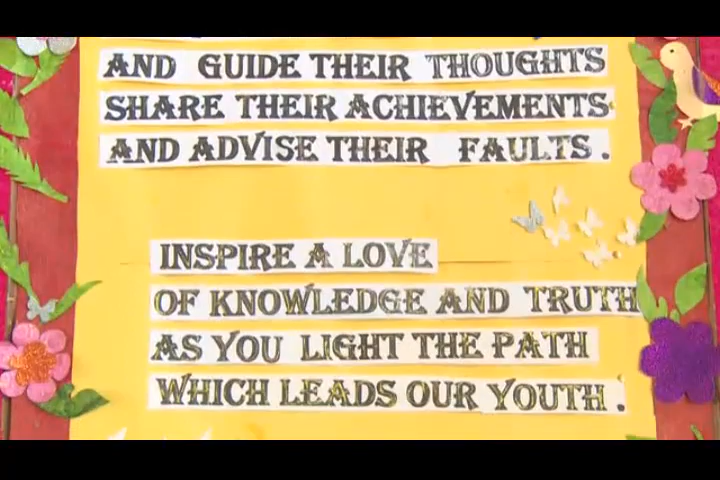 AND GUIDE THEIR THOUGHTS
SHARE THEIR ACHIEVEMENTS
AND ADVISE THEIR FAULTS.
INSPIRE A LOVE
OF KNOWLEDGE AND TRUTH
AS YOU LIGHT THE PATH
WHICH LEADS OUR YOUTH.